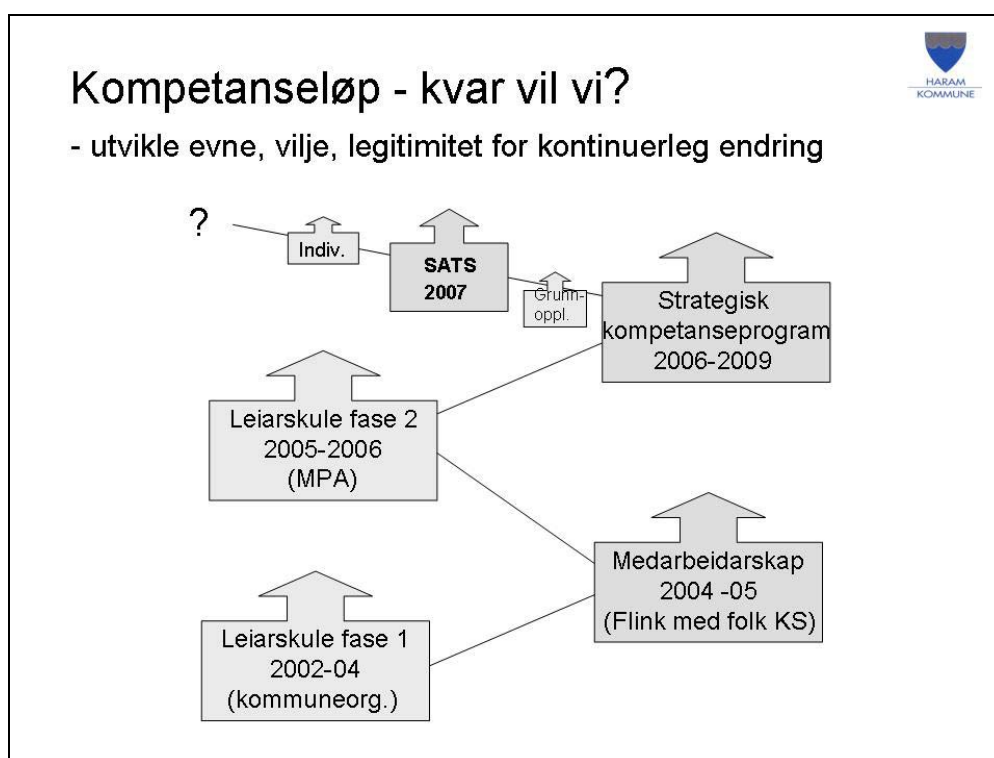 HARAM
KOMMUNE
Kompetanseløp - kvar vil vi?
- utvikle evne, vilje, legitimitet for kontinuerleg endring
?
Indiv.
SATS
2007
Grunn-
oppl.
Strategisk
kompetanseprogram
2006-2009
Leiarskule fase 2
2005-2006
(MPA)
Medarbeidarskap
2004 -05
(Flink med folk KS)
Leiarskule fase 1
2002-04
(kommuneorg.)